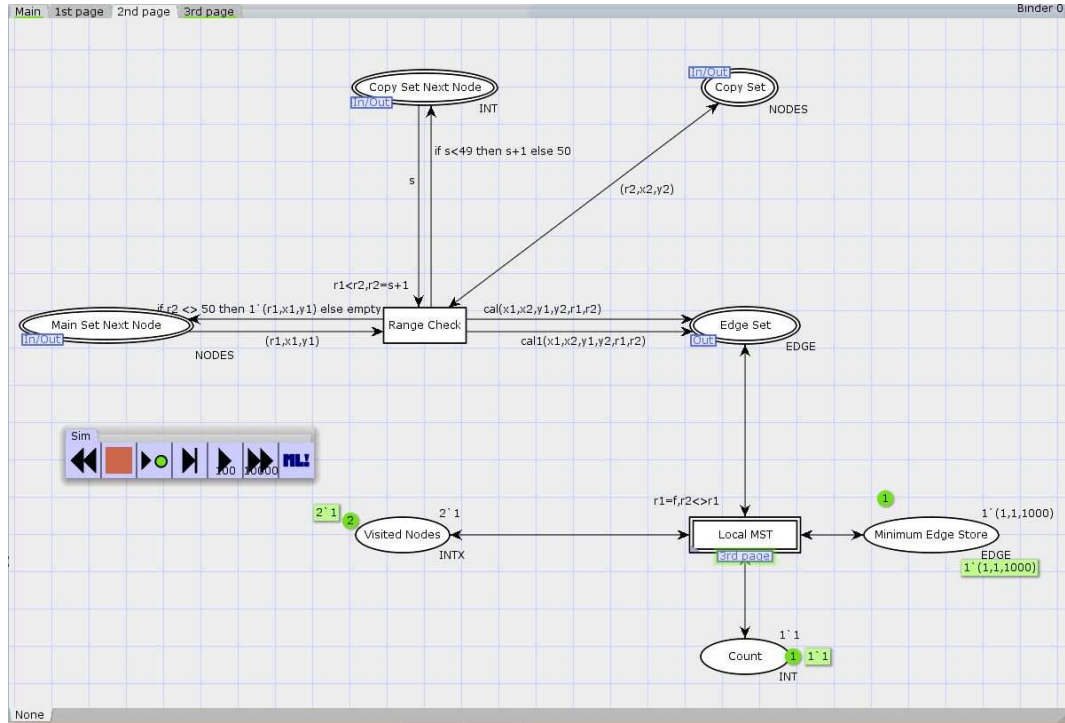 Main 1st page 2nd page 3rd page Binder 0
Copy Set Next Node
In/Out
INT
In/Out
Copy Set
NODES
if s<49 then s+1 else 50
s
(r2,x2,y2)
r1<r2,r2=s+1
if r2 <> 50 then 1`(r1,x1,y1) else empty
cal(x1,x2,y1,y2,r1,r2)
Main Set Next Node
In/Out
Range Check
Edge Set
Out
(r1,x1,y1)
cal1(x1,x2,y1,y2,r1,r2)
NODES
EDGE
Sim
100
10000
ML!
r1=f,r2<>r1
1
2`1
2
2`1
1`(1,1,1000)
Visited Nodes
Local MST
Minimum Edge Store
INTX
3rd page
EDGE
1`(1,1,1000)
1`1
Count
1
1`1
INT
None